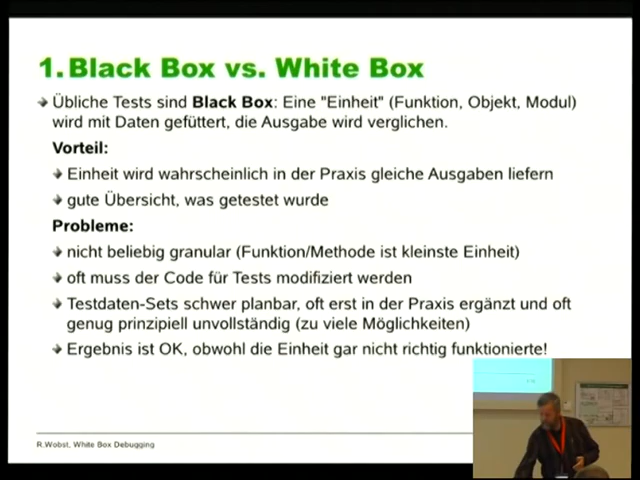 1. Black Box vs. White Box
Übliche Tests sind Black Box: Eine "Einheit" (Funktion, Objekt, Modul)
wird mit Daten gefüttert, die Ausgabe wird verglichen.
Vorteil:
Einheit wird wahrscheinlich in der Praxis gleiche Ausgaben liefern
gute Übersicht, was getestet wurde
Probleme:
nicht beliebig granular (Funktion/Methode ist kleinste Einheit)
oft muss der Code für Tests modifiziert werden
Testdaten-Sets schwer planbar, oft erst in der Praxis ergänzt und oft
genug prinzipiell unvollständig (zu viele Möglichkeiten)
Ergebnis ist OK, obwohl die Einheit gar nicht richtig funktionierte!
R.Wobst, White Box Debugging